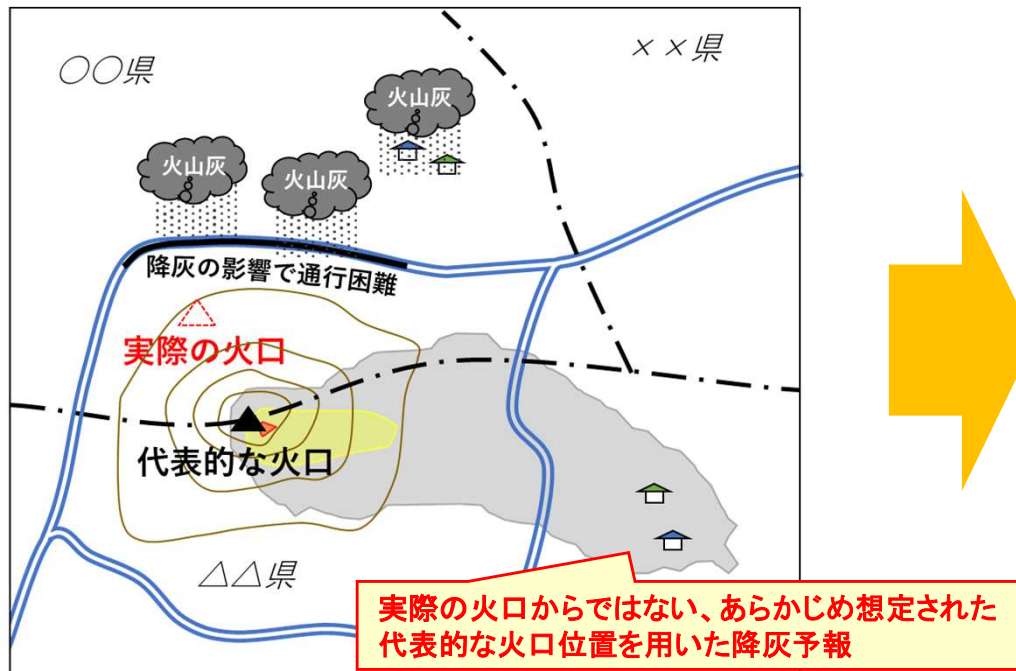 ○○県
××県
火山灰
火山灰
火山灰
降灰の影響で通行困難
実際の火口
代表的な火口
△△県
実際の火口からではない、あらかじめ想定された
代表的な火口位置を用いた降灰予報